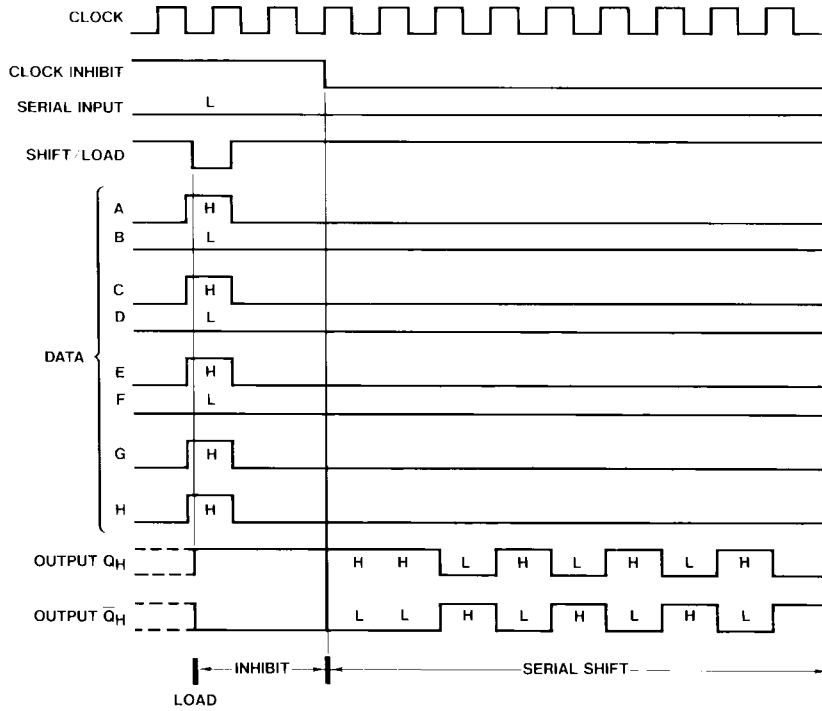 CLOCK
CLOCK INHIBIT
SERIAL INPUT L
SHIFT/LOAD
A H
B L
C H
D L
DATA
E H
F L
G H
H H
OUTPUT QH H H L H L H L H
OUTPUT Q̅H L L H L H L H L
INHIBIT SERIAL SHIFT
LOAD